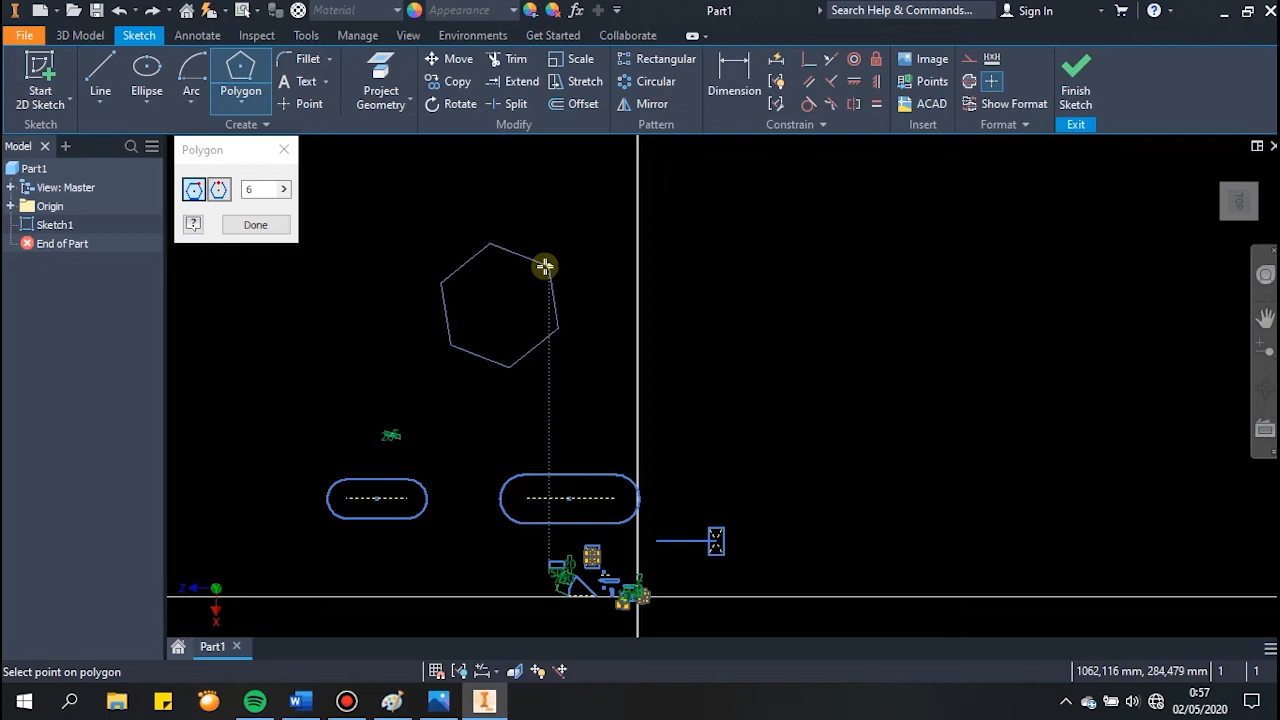 Material
Appearance
Part1
Search Help & Commands...
Sign In
File
3D Model
Sketch
Annotate
Inspect
Tools
Manage
View
Environments
Get Started
Collaborate
Start
2D Sketch
Line
Ellipse
Arc
Polygon
Fillet
Text
Point
Project
Geometry
Move
Copy
Rotate
Trim
Extend
Split
Scale
Stretch
Offset
Rectangular
Circular
Mirror
Dimension
Image
Points
ACAD
Show Format
Finish
Sketch
Sketch
Create
Modify
Pattern
Constrain
Insert
Format
Exit
Model
Part1
View: Master
Origin
Sketch1
End of Part
Polygon
6
Done
TOP
Z
X
Part1
Select point on polygon
1062,116 mm, 284,479 mm
1
1
0:57
02/05/2020